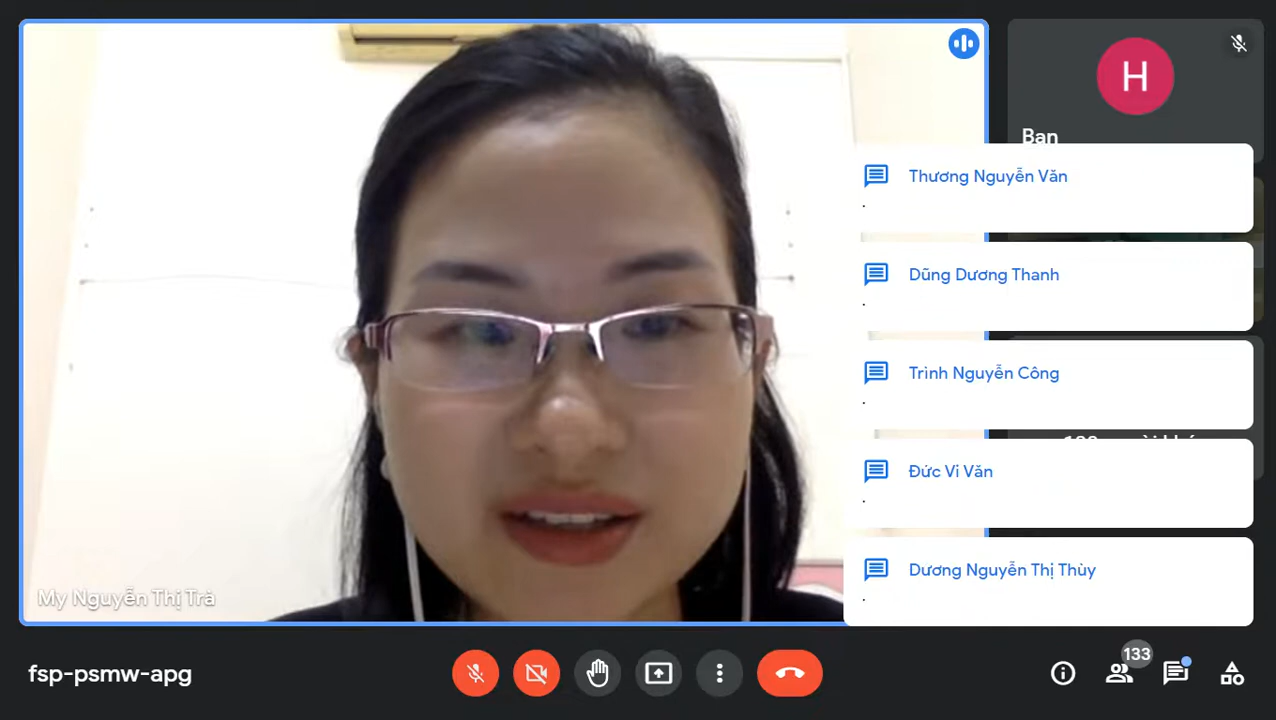 H
Bạn
Thương Nguyễn Văn
.
Dũng Dương Thanh
.
Trình Nguyễn Công
.
Đức Vi Văn
.
Dương Nguyễn Thị Thùy
.
My Nguyễn Thị Trà
fsp-psmw-apg
133